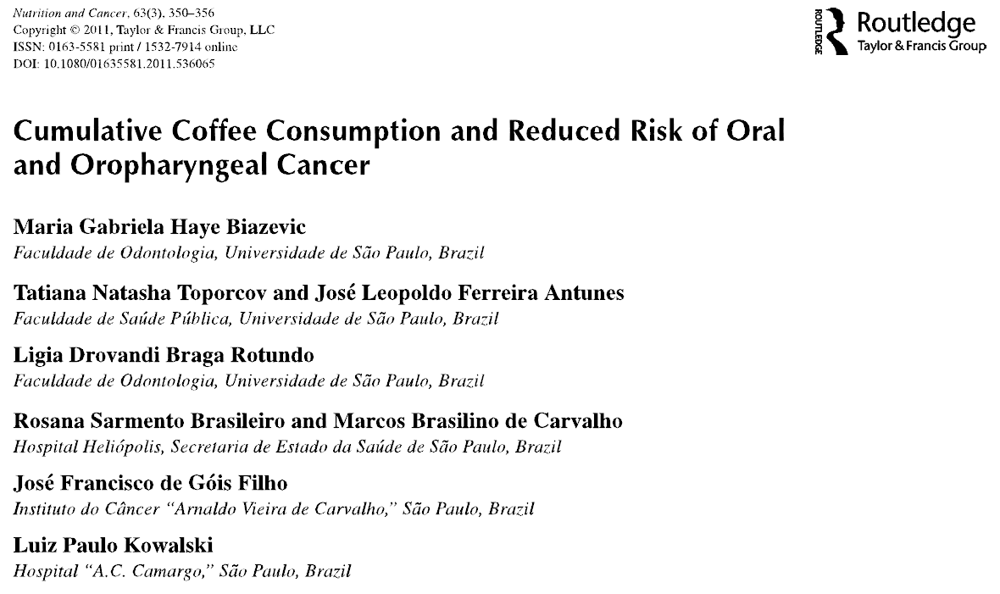 Nutrition and Cancer, 63(3), 350–356
Copyright © 2011, Taylor & Francis Group, LLC
ISSN: 0163-5581 print / 1532-7914 online
DOI: 10.1080/01635581.2011.536065
ROUTLEDGE
Routledge
Taylor & Francis Group
Cumulative Coffee Consumption and Reduced Risk of Oral
and Oropharyngeal Cancer
Maria Gabriela Haye Biazevic
Faculdade de Odontologia, Universidade de São Paulo, Brazil
Tatiana Natasha Toporcov and José Leopoldo Ferreira Antunes
Faculdade de Saúde Pública, Universidade de São Paulo, Brazil
Ligia Drovandi Braga Rotundo
Faculdade de Odontologia, Universidade de São Paulo, Brazil
Rosana Sarmento Brasileiro and Marcos Brasilino de Carvalho
Hospital Heliópolis, Secretaria de Estado da Saúde de São Paulo, Brazil
José Francisco de Góis Filho
Instituto do Câncer “Arnaldo Vieira de Carvalho,” São Paulo, Brazil
Luiz Paulo Kowalski
Hospital “A.C. Camargo,” São Paulo, Brazil